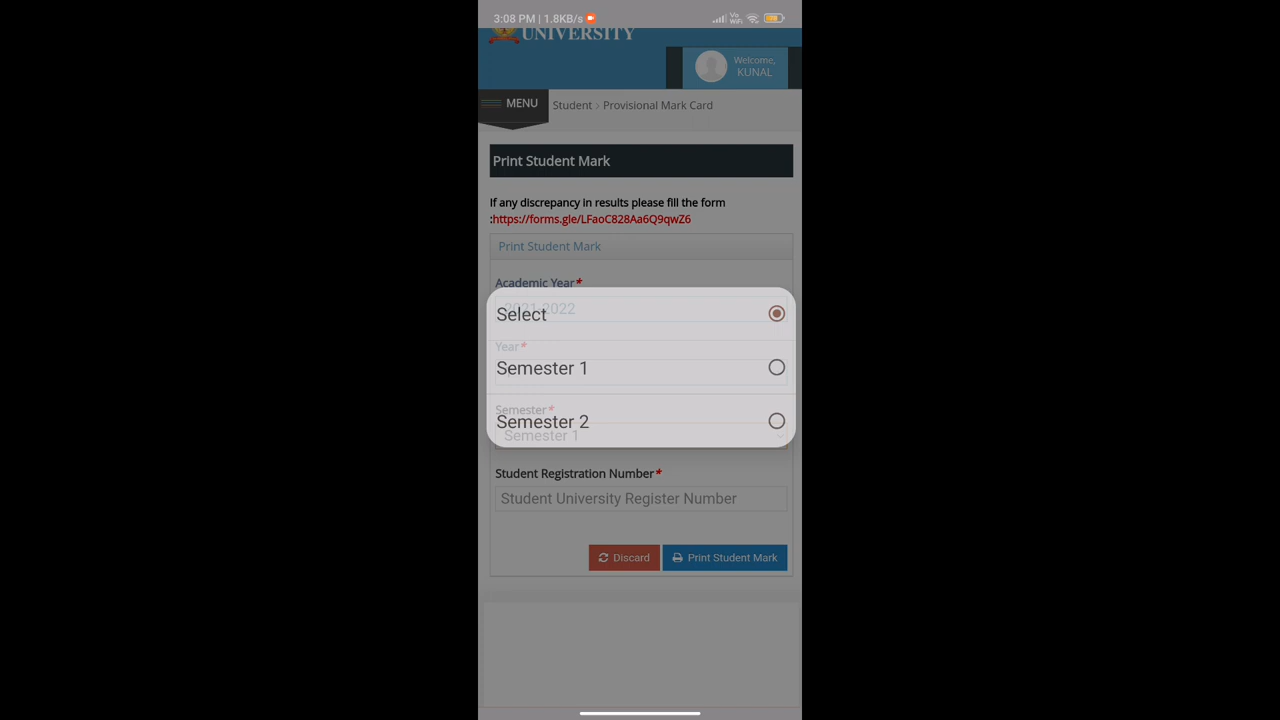 3:08 PM | 1.8KB/s
Vo
WiFi
UNIVERSITY
Welcome,
KUNAL
MENU
Student > Provisional Mark Card
Print Student Mark
If any discrepancy in results please fill the form
:https://forms.gle/LFaoC828Aa6Q9qwZ6
Print Student Mark
Academic Year*
2021-2022
Select
Year*
Semester 1
Semester*
Semester 2
Semester 1
Student Registration Number*
Student University Register Number
Discard
Print Student Mark